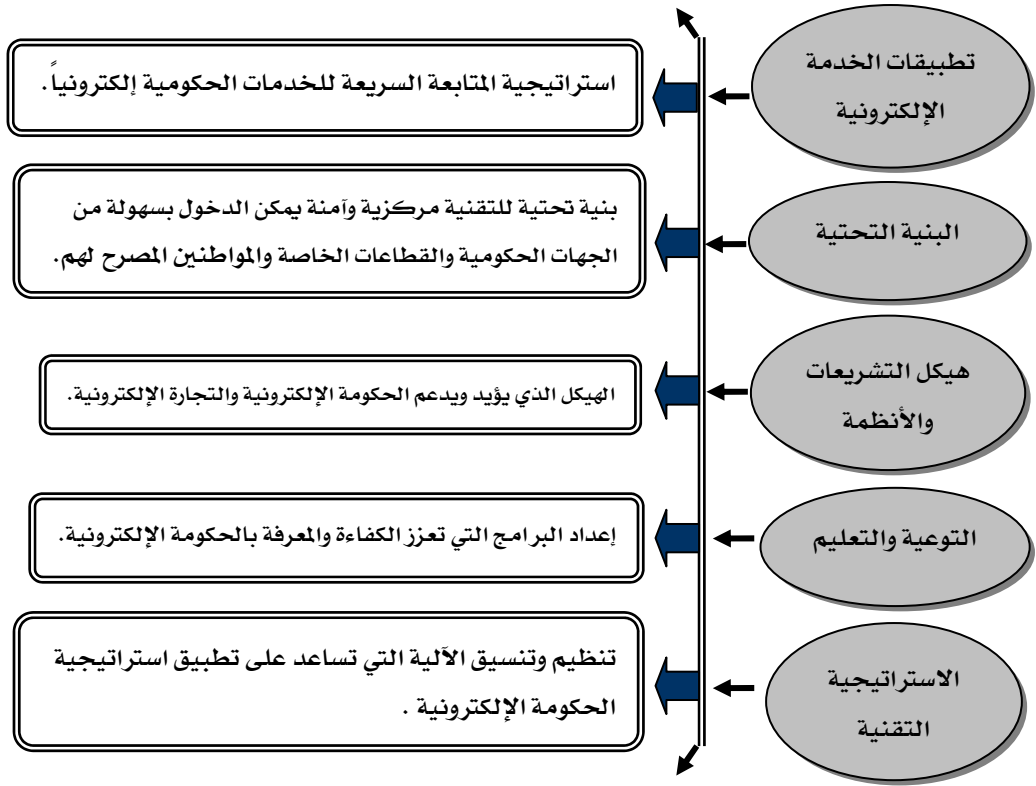 تطبيقات الخدمة
الإلكترونية
استراتيجية المتابعة السريعة للخدمات الحكومية إلكترونياً.
البنية التحتية
بنية تحتية للتقنية مركزية وآمنة يمكن الدخول بسهولة من
الجهات الحكومية والقطاعات الخاصة والمواطنين المصرح لهم.
هيكل التشريعات
والأنظمة
الهيكل الذي يؤيد ويدعم الحكومة الإلكترونية والتجارة الإلكترونية.
التوعية والتعليم
إعداد البرامج التي تعزز الكفاءة والمعرفة بالحكومة الإلكترونية.
الاستراتيجية
التقنية
تنظيم وتنسيق الآلية التي تساعد على تطبيق استراتيجية
الحكومة الإلكترونية .